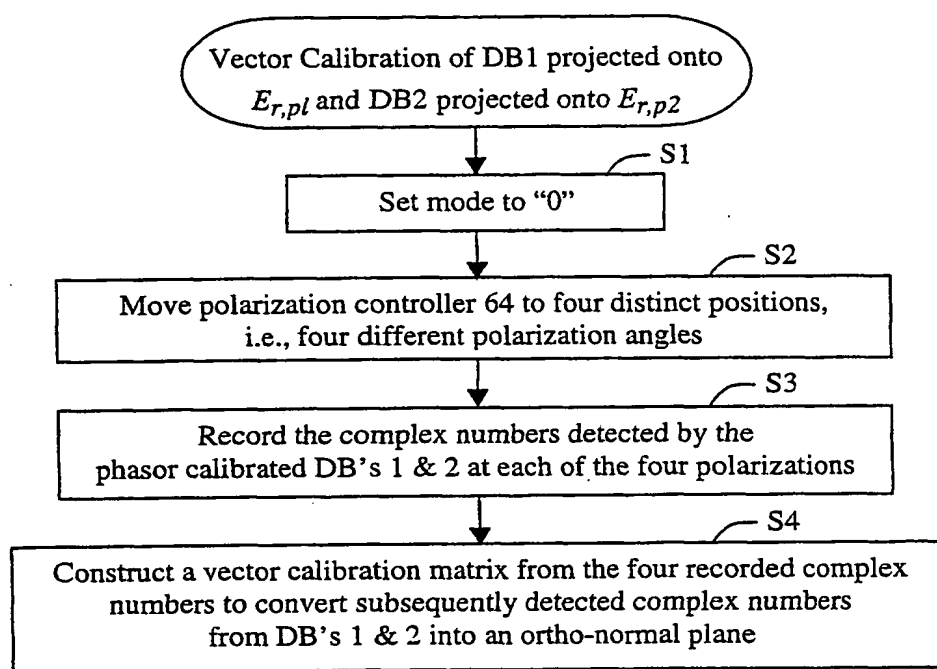 Vector Calibration of DB1 projected onto
E_{r,pl} and DB2 projected onto E_{r,p2}
S1
Set mode to “0”
S2
Move polarization controller 64 to four distinct positions,
i.e., four different polarization angles
S3
Record the complex numbers detected by the
phasor calibrated DB’s 1 & 2 at each of the four polarizations
S4
Construct a vector calibration matrix from the four recorded complex
numbers to convert subsequently detected complex numbers
from DB’s 1 & 2 into an ortho-normal plane